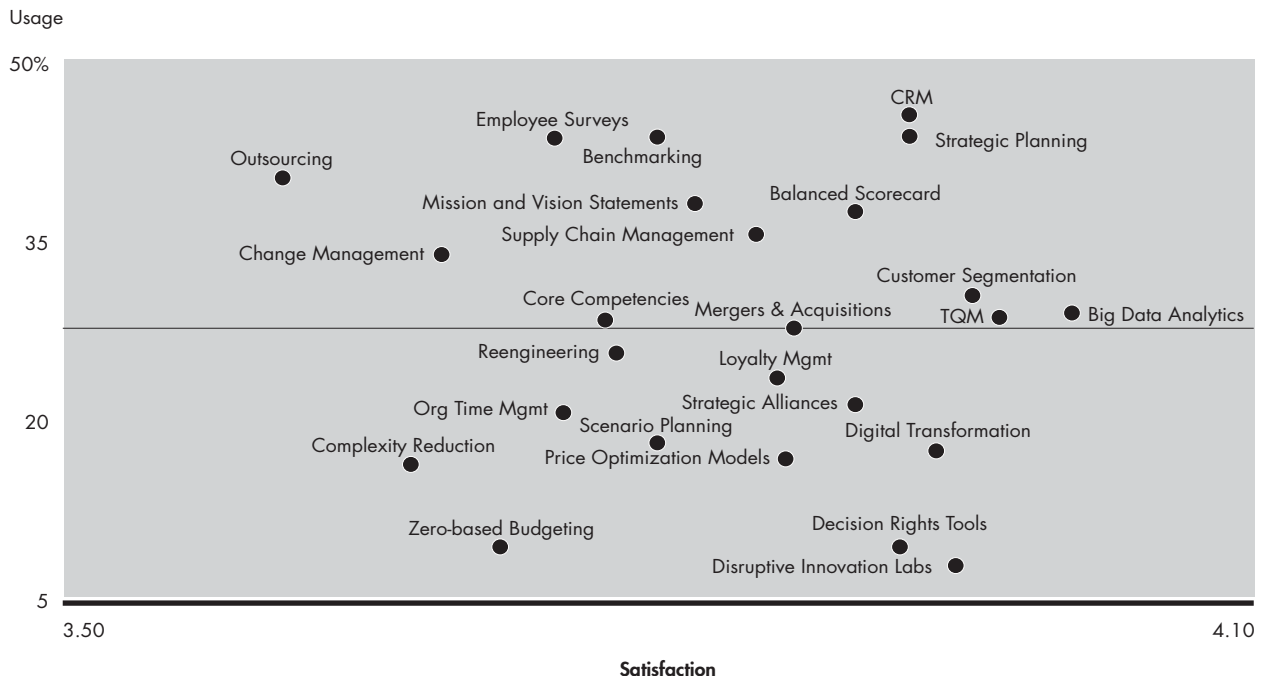 Usage
50%
CRM
Employee Surveys
Strategic Planning
Benchmarking
Outsourcing
Balanced Scorecard
Mission and Vision Statements
Supply Chain Management
35
Change Management
Customer Segmentation
Core Competencies
Mergers & Acquisitions
TQM
Big Data Analytics
Reengineering
Loyalty Mgmt
Strategic Alliances
Org Time Mgmt
20
Scenario Planning
Digital Transformation
Complexity Reduction
Price Optimization Models
Decision Rights Tools
Zero-based Budgeting
Disruptive Innovation Labs
5
3.50
4.10
Satisfaction